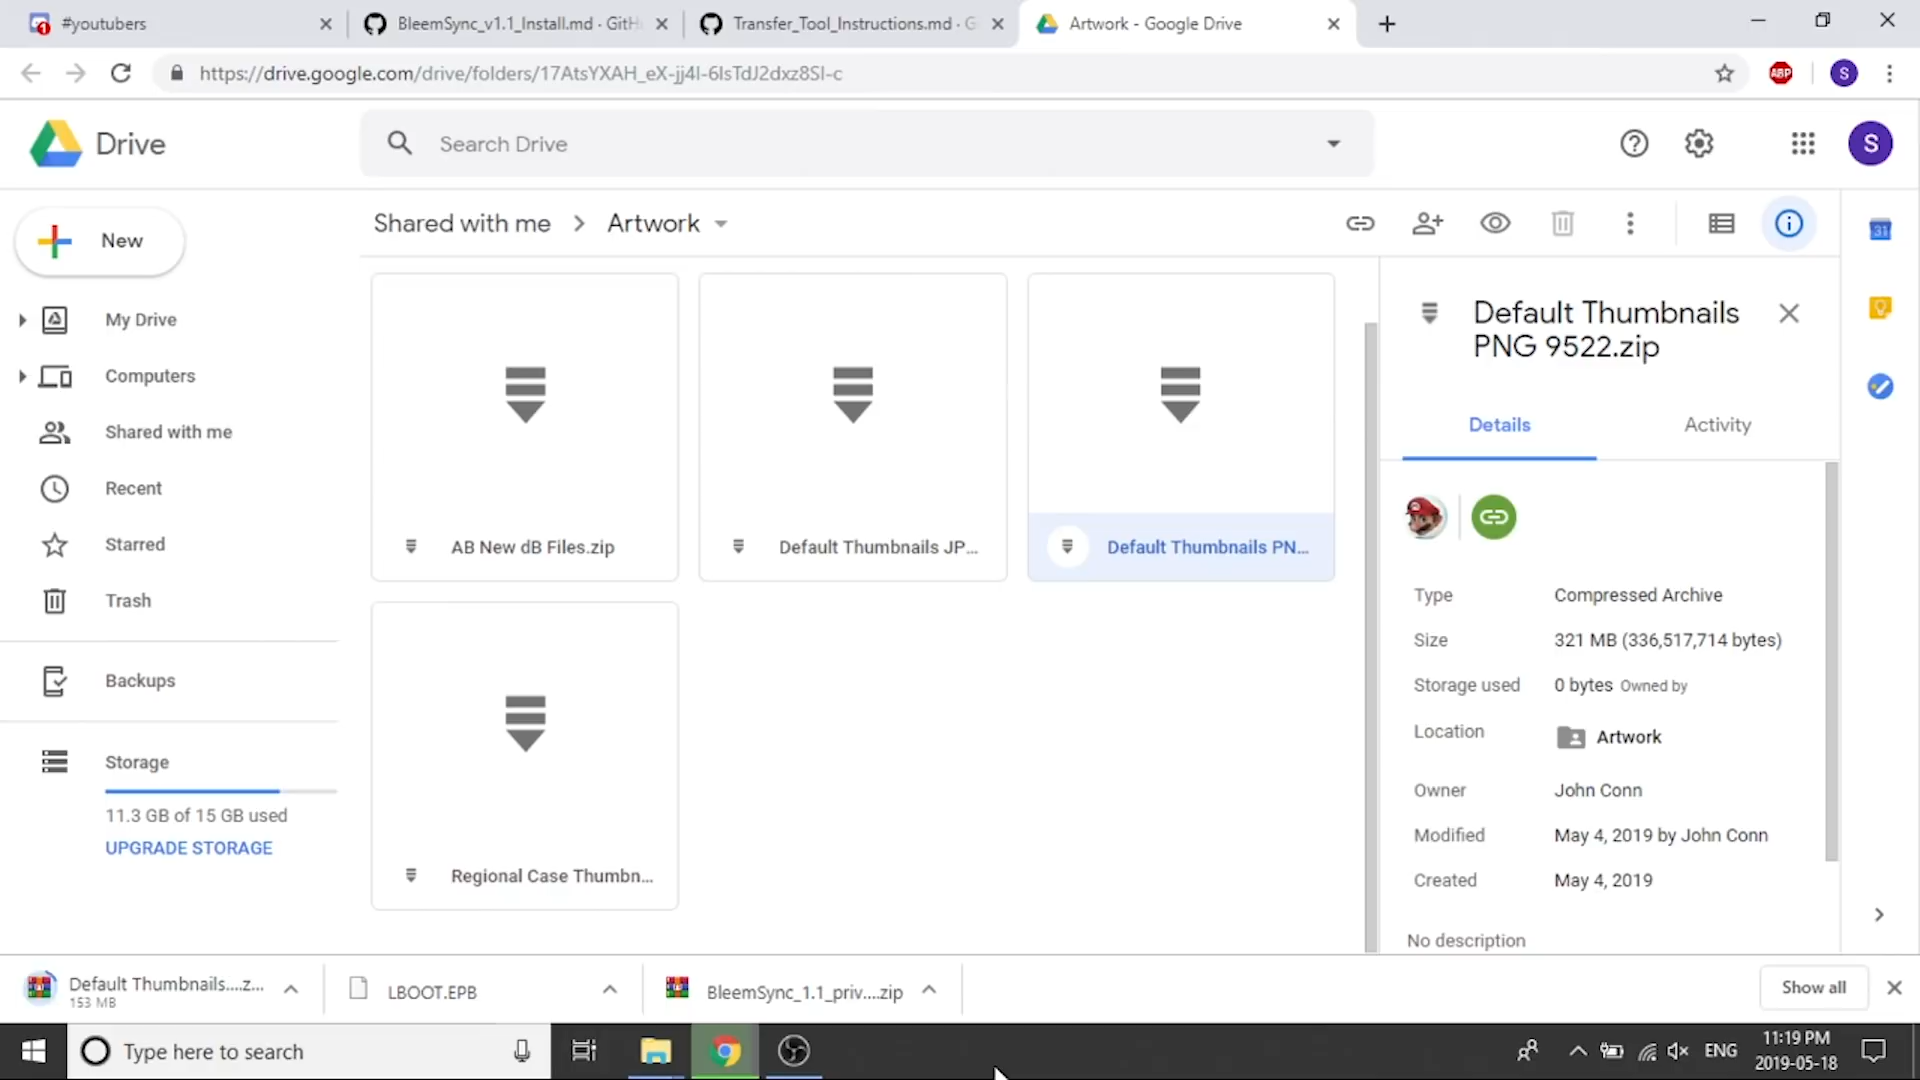 #youtubers
BleemSync_v1.1_Install.md · GitH
Transfer_Tool_Instructions.md · G
Artwork - Google Drive
https://drive.google.com/drive/folders/17AtsYXAH_eX-jj4l-6IsTdJ2dxz8Sl-c
ABP
S
Drive
Search Drive
S
New
Shared with me
Artwork
31
My Drive
Computers
Shared with me
Recent
Starred
Trash
Backups
Storage
11.3 GB of 15 GB used
UPGRADE STORAGE
AB New dB Files.zip
Default Thumbnails JP...
Default Thumbnails PN...
Regional Case Thumbn...
Default Thumbnails
PNG 9522.zip
Details
Activity
Type
Compressed Archive
Size
321 MB (336,517,714 bytes)
Storage used
0 bytes Owned by
Location
Artwork
Owner
John Conn
Modified
May 4, 2019 by John Conn
Created
May 4, 2019
No description
Default Thumbnails....z...
153 MB
LBOOT.EPB
BleemSync_1.1_priv....zip
Show all
Type here to search
ENG
11:19 PM
2019-05-18